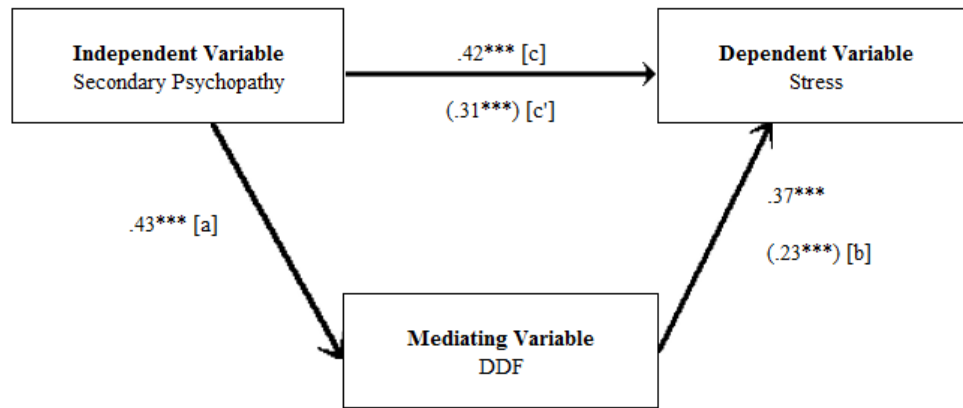 Independent Variable
Secondary Psychopathy
.42*** [c]
(.31***) [c']
Dependent Variable
Stress
.43*** [a]
.37***
(.23***) [b]
Mediating Variable
DDF